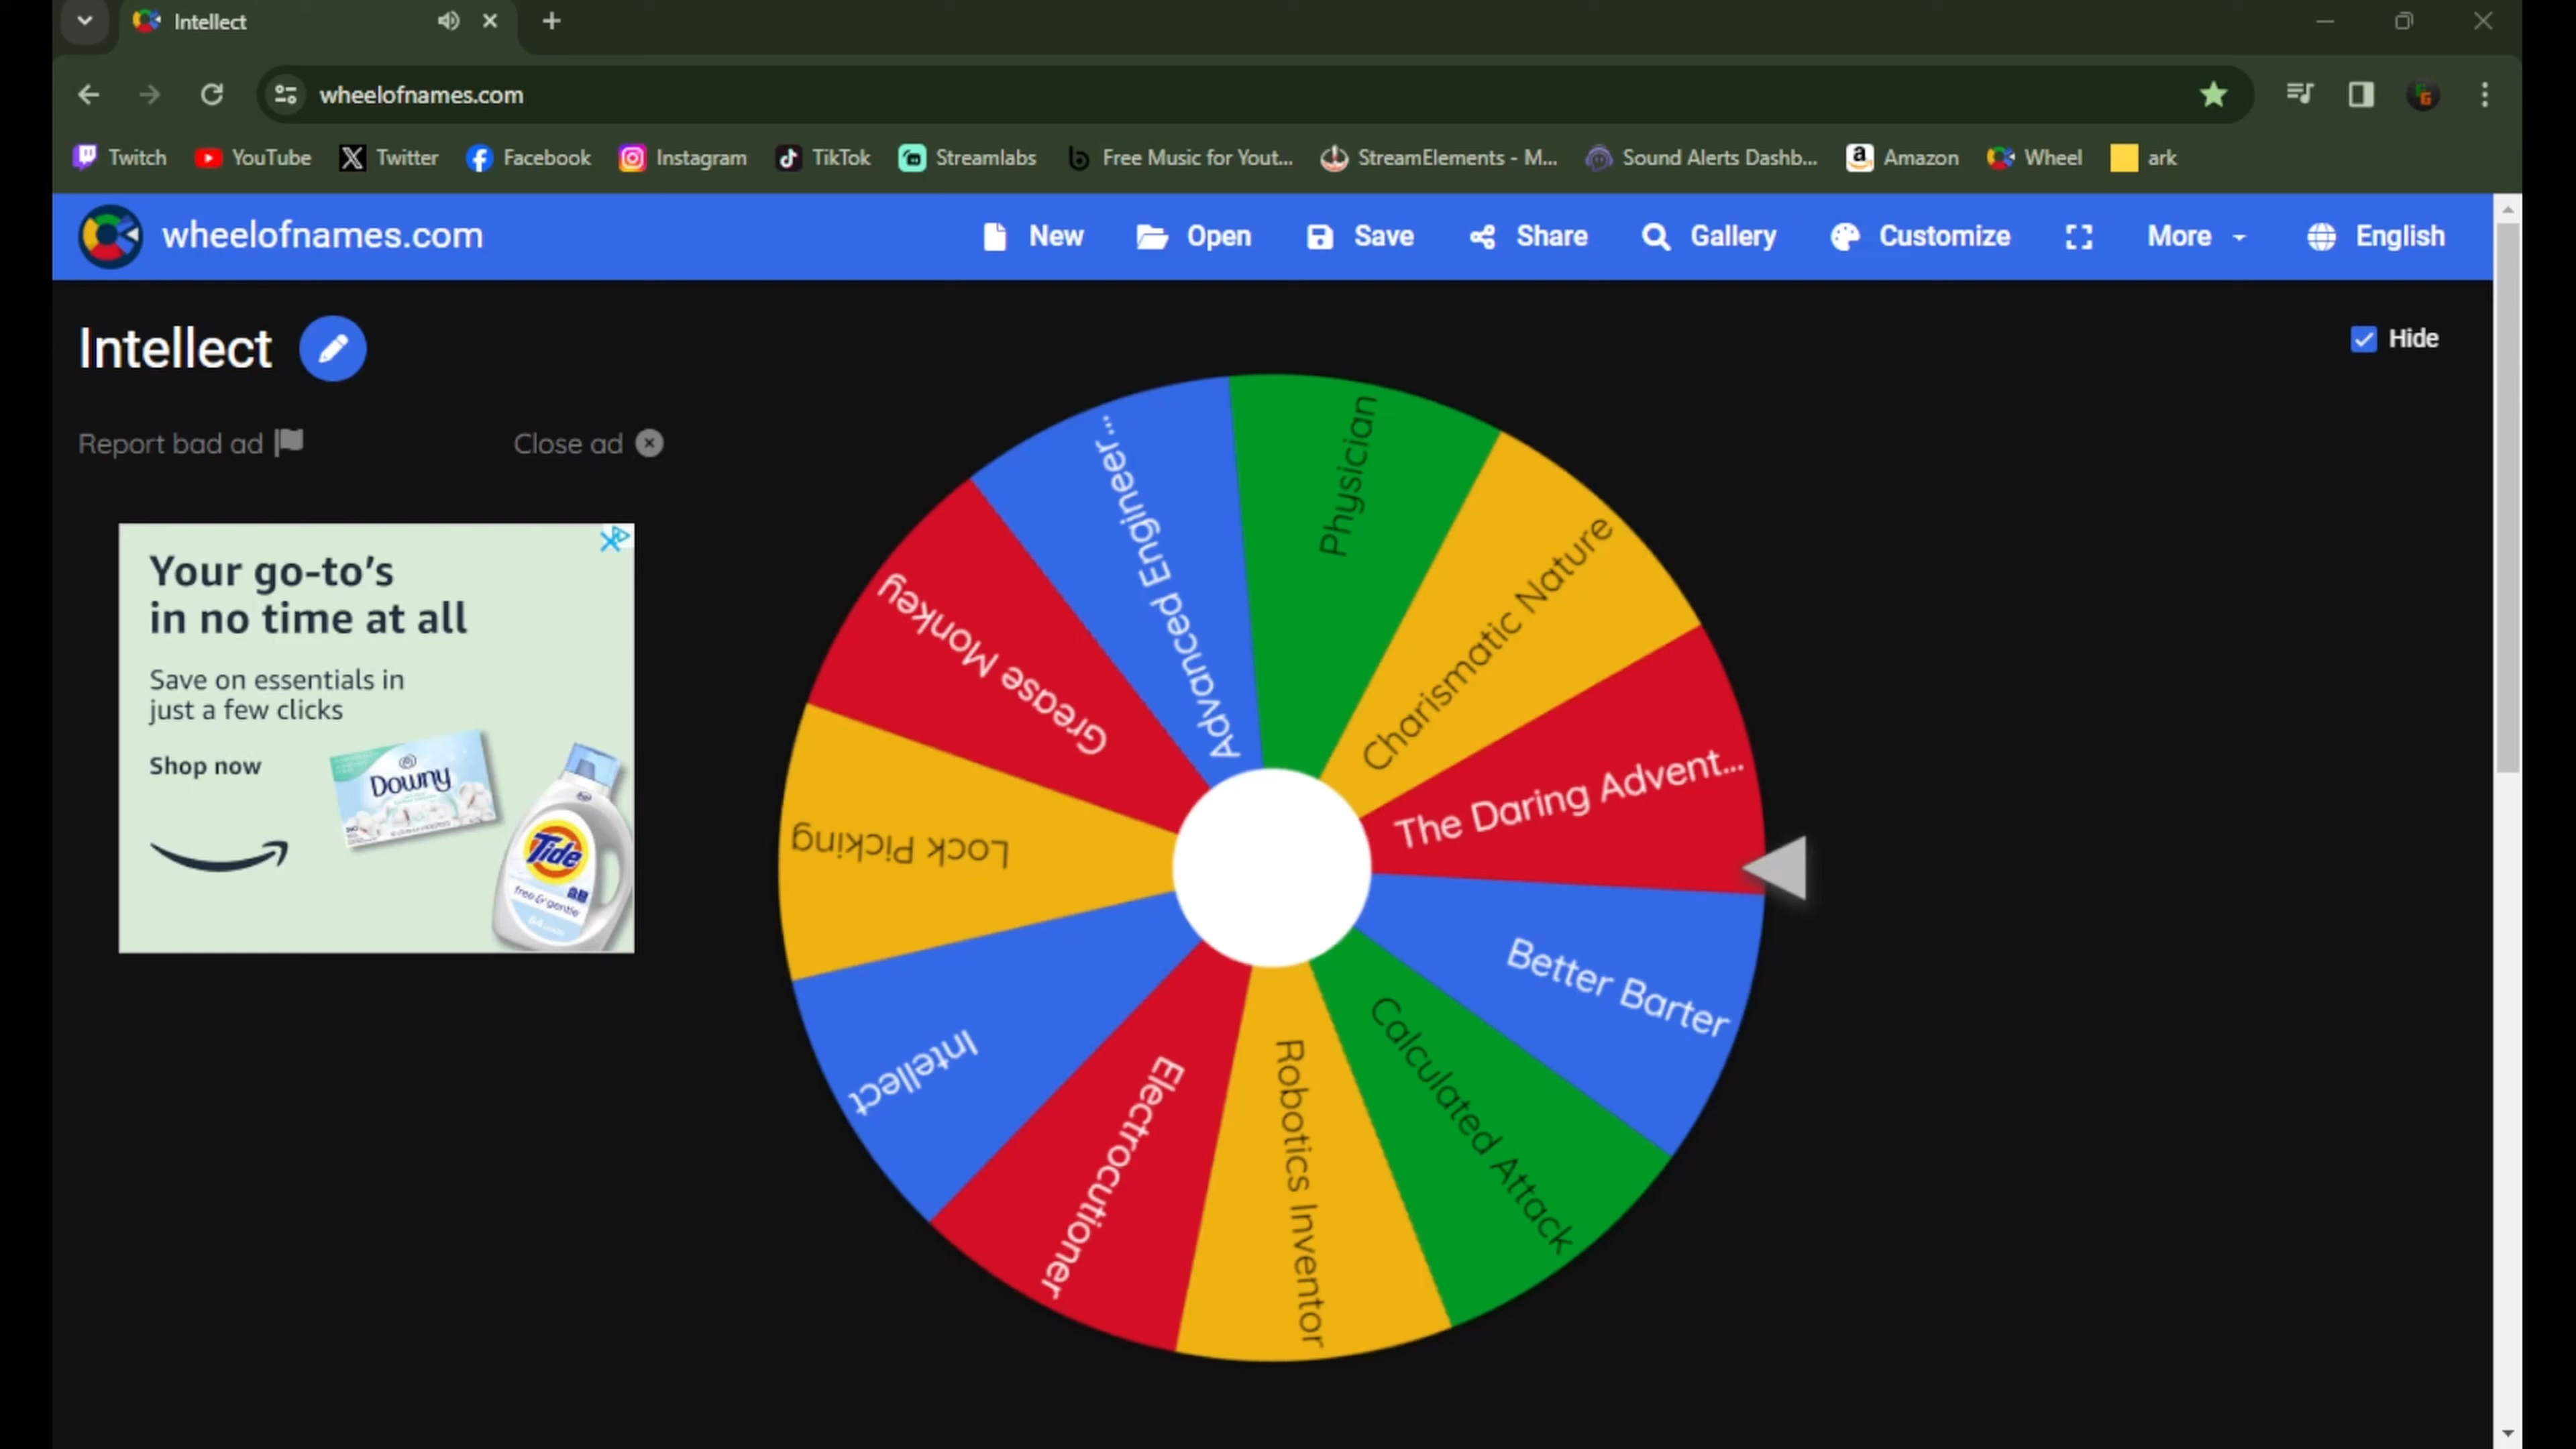 Intellect
wheelofnames.com
Twitch
YouTube
Twitter
Facebook
Instagram
TikTok
Streamlabs
Free Music for Yout...
StreamElements - M...
Sound Alerts Dashb...
Amazon
Wheel
ark
wheelofnames.com
New
Open
Save
Share
Gallery
Customize
More
English
Intellect
Hide
Report bad ad
Close ad
Your go-to's
in no time at all
Save on essentials in
just a few clicks
Shop now
Downy
Tide
free & gentle
Physician
Charismatic Nature
The Daring Advent...
Better Barter
Calculated Attack
Robotics Inventor
Electrocutioner
Intellect
Lock Picking
Grease Monkey
Advanced Engineer...